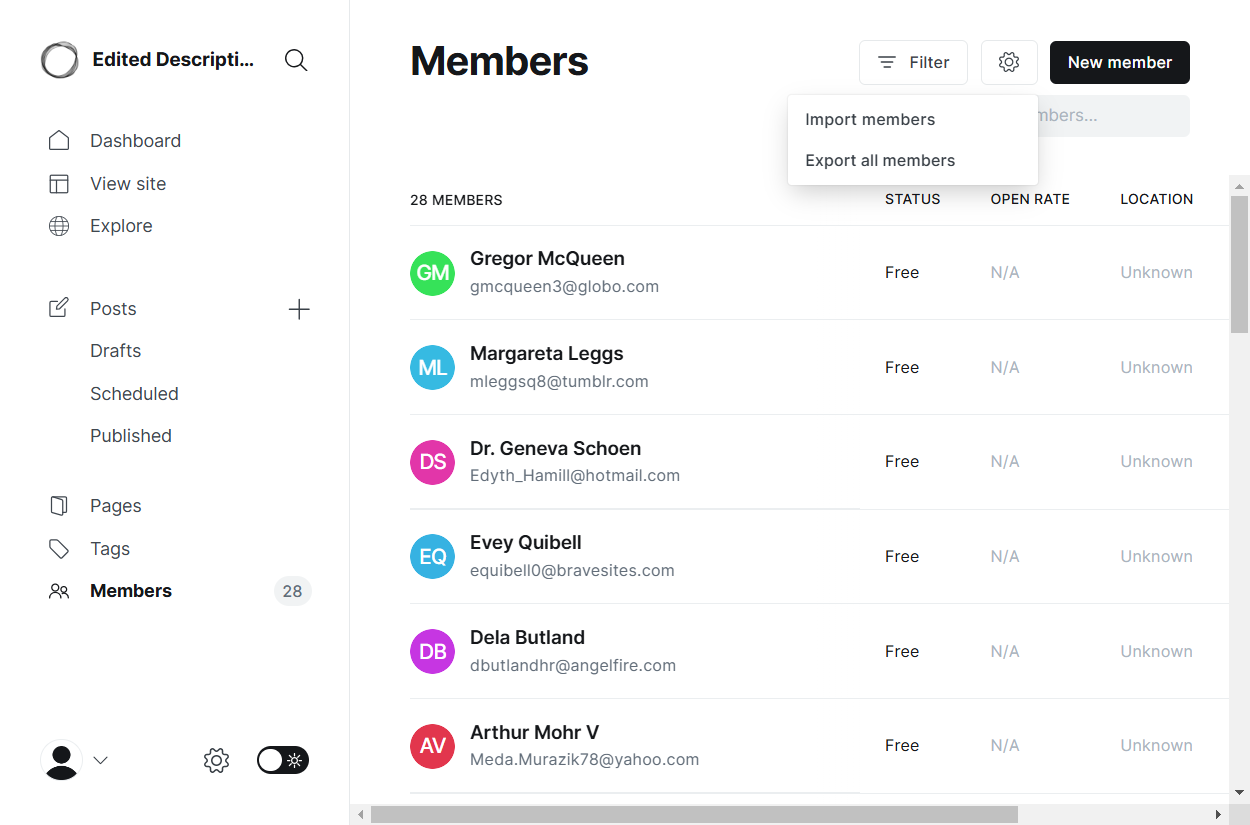 Edited Descripti...
Dashboard
View site
Explore
Posts
Drafts
Scheduled
Published
Pages
Tags
Members
28
Members
Filter
New member
Import members
Export all members
28 MEMBERS
STATUS
OPEN RATE
LOCATION
GM
Gregor McQueen
gmcqueen3@globo.com
Free
N/A
Unknown
ML
Margareta Leggs
mleggsq8@tumblr.com
Free
N/A
Unknown
DS
Dr. Geneva Schoen
Edyth_Hamill@hotmail.com
Free
N/A
Unknown
EQ
Evey Quibell
equibell0@bravesites.com
Free
N/A
Unknown
DB
Dela Butland
dbutlandhr@angelfire.com
Free
N/A
Unknown
AV
Arthur Mohr V
Meda.Murazik78@yahoo.com
Free
N/A
Unknown